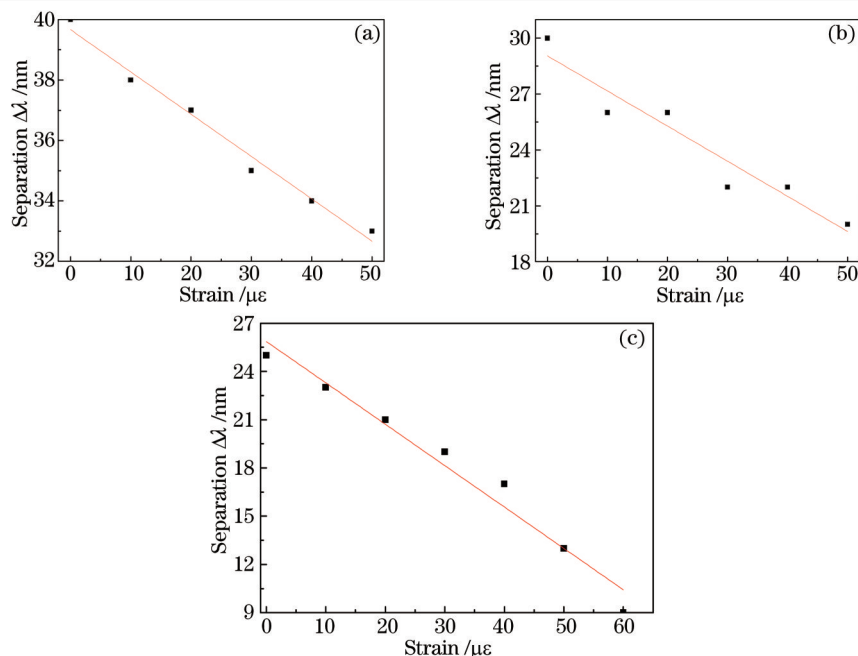 (a)
Separation Δλ /nm
40
38
36
34
32
0 10 20 30 40 50
Strain /με
(b)
Separation Δλ /nm
30
27
24
21
18
0 10 20 30 40 50
Strain /με
(c)
Separation Δλ /nm
27
24
21
18
15
12
9
0 10 20 30 40 50 60
Strain /με